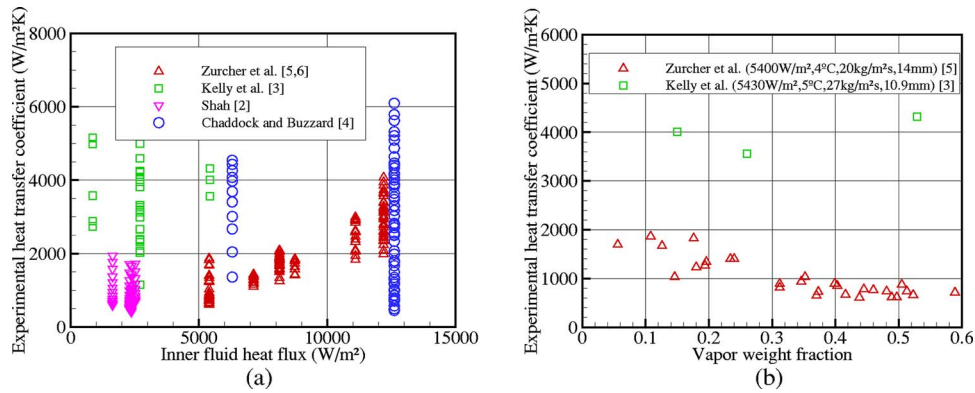 Experimental heat transfer coefficient (W/m²K)
8000
6000
4000
2000
0
Zurcher et al. [5,6]
Kelly et al. [3]
Shah [2]
Chaddock and Buzzard [4]
0
5000
10000
15000
Inner fluid heat flux (W/m²)
(a)
Experimental heat transfer coefficient (W/m²K)
6000
5000
4000
3000
2000
1000
0
Zurcher et al. (5400W/m²,4ºC,20kg/m²s,14mm) [5]
Kelly et al. (5430W/m²,5ºC,27kg/m²s,10.9mm) [3]
0
0.1
0.2
0.3
0.4
0.5
0.6
Vapor weight fraction
(b)